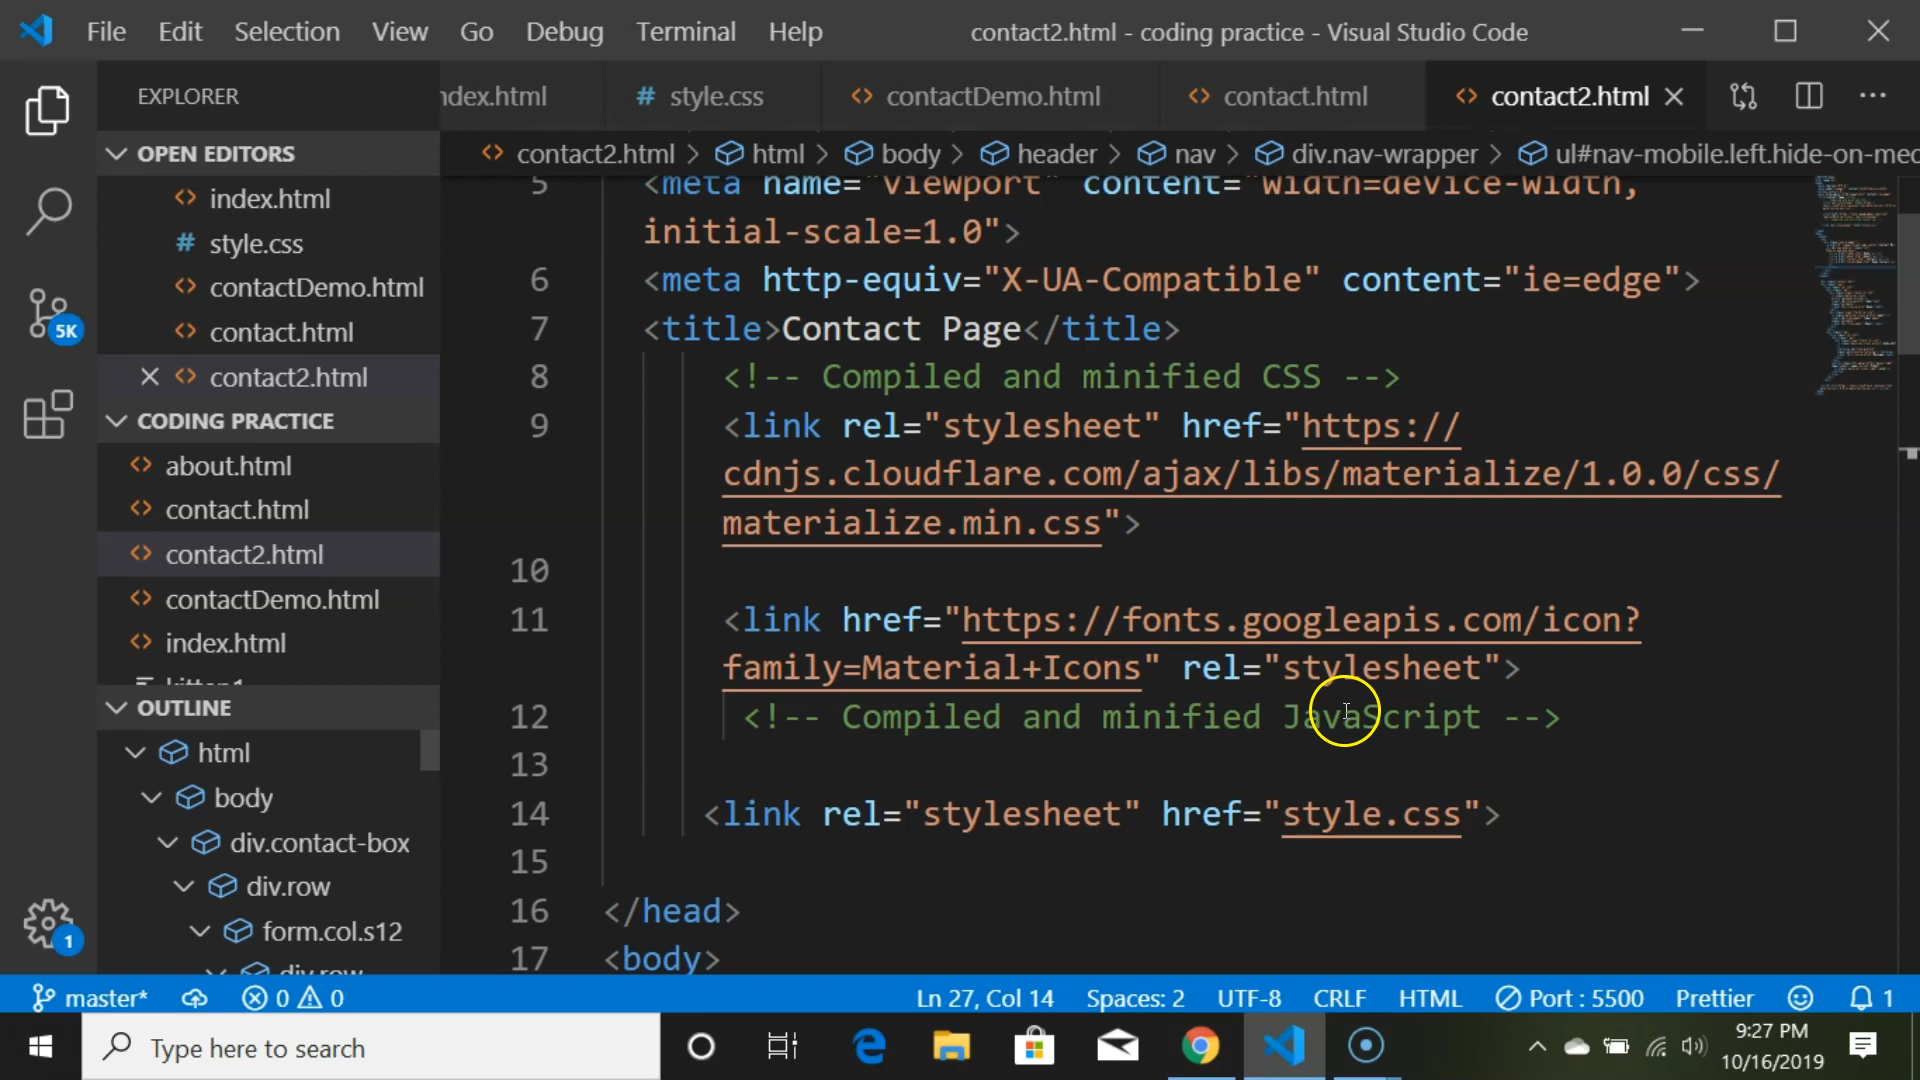 File Edit Selection View Go Debug Terminal Help
contact2.html - coding practice - Visual Studio Code
EXPLORER
ndex.html
# style.css
contactDemo.html
contact.html
contact2.html
OPEN EDITORS
index.html
# style.css
contactDemo.html
contact.html
contact2.html
CODING PRACTICE
about.html
contact.html
contact2.html
contactDemo.html
index.html
OUTLINE
html
body
div.contact-box
div.row
form.col.s12
div.row
5K
1
contact2.html > html > body > header > nav > div.nav-wrapper > ul#nav-mobile.left.hide-on-med
5 <meta name="viewport" content="width=device-width,
initial-scale=1.0">
6 <meta http-equiv="X-UA-Compatible" content="ie=edge">
7 <title>Contact Page</title>
8 <!-- Compiled and minified CSS -->
9 <link rel="stylesheet" href="https://
cdnjs.cloudflare.com/ajax/libs/materialize/1.0.0/css/
materialize.min.css">
10
11 <link href="https://fonts.googleapis.com/icon?
family=Material+Icons" rel="stylesheet">
12 <!-- Compiled and minified JavaScript -->
13
14 <link rel="stylesheet" href="style.css">
15
16 </head>
17 <body>
master* 0 0 Ln 27, Col 14 Spaces: 2 UTF-8 CRLF HTML Port : 5500 Prettier 1
Type here to search
9:27 PM
10/16/2019